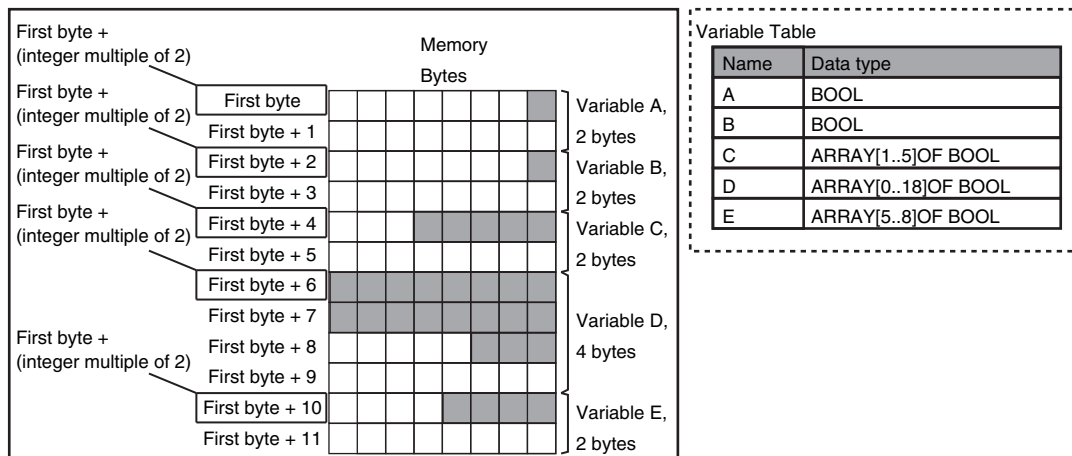 First byte +
(integer multiple of 2)
First byte +
(integer multiple of 2)
First byte +
(integer multiple of 2)
First byte +
(integer multiple of 2)
First byte +
(integer multiple of 2)
Memory
Bytes
First byte
First byte + 1
First byte + 2
First byte + 3
First byte + 4
First byte + 5
First byte + 6
First byte + 7
First byte + 8
First byte + 9
First byte + 10
First byte + 11
Variable A,
2 bytes
Variable B,
2 bytes
Variable C,
2 bytes
Variable D,
4 bytes
Variable E,
2 bytes
Variable Table
Name Data type
A BOOL
B BOOL
C ARRAY[1..5]OF BOOL
D ARRAY[0..18]OF BOOL
E ARRAY[5..8]OF BOOL